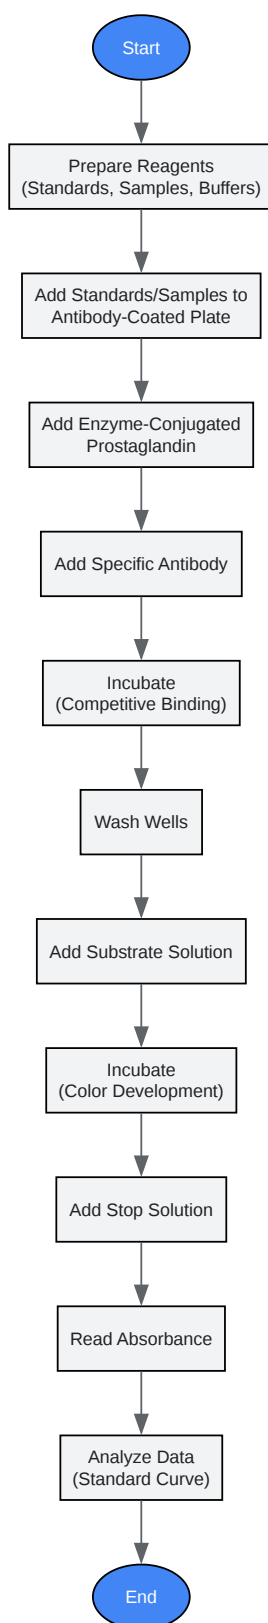 Start
Prepare Reagents
(Standards, Samples, Buffers)
Add Standards/Samples to
Antibody-Coated Plate
Add Enzyme-Conjugated
Prostaglandin
Add Specific Antibody
Incubate
(Competitive Binding)
Wash Wells
Add Substrate Solution
Incubate
(Color Development)
Add Stop Solution
Read Absorbance
Analyze Data
(Standard Curve)
End